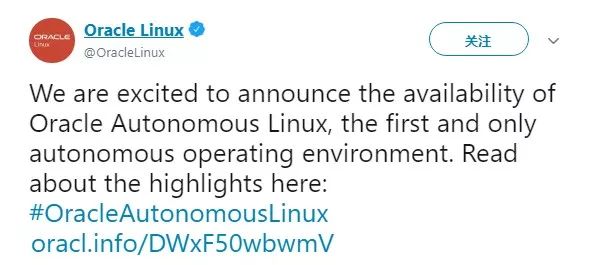 ORACLE
Linux
Oracle Linux
@OracleLinux
关注
We are excited to announce the availability of
Oracle Autonomous Linux, the first and only
autonomous operating environment. Read
about the highlights here:
#OracleAutonomousLinux
oracl.info/DWxF50wbwmV